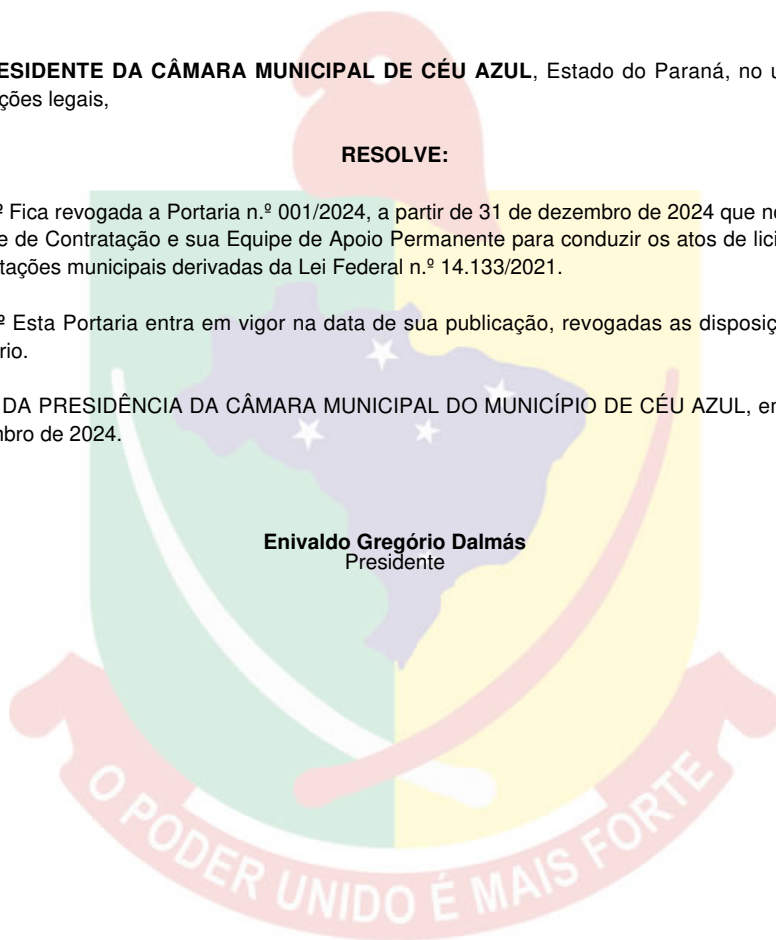 ESIDENTE DA CÂMARA MUNICIPAL DE CÉU AZUL, Estado do Paraná, no u
ções legais,
RESOLVE:
º Fica revogada a Portaria n.º 001/2024, a partir de 31 de dezembro de 2024 que no
e de Contratação e sua Equipe de Apoio Permanente para conduzir os atos de lici
tações municipais derivadas da Lei Federal n.º 14.133/2021.
º Esta Portaria entra em vigor na data de sua publicação, revogadas as disposiç
rio.
DA PRESIDÊNCIA DA CÂMARA MUNICIPAL DO MUNICÍPIO DE CÉU AZUL, em
mbro de 2024.
Enivaldo Gregório Dalmás
Presidente
O PODER UNIDO É MAIS FORTE